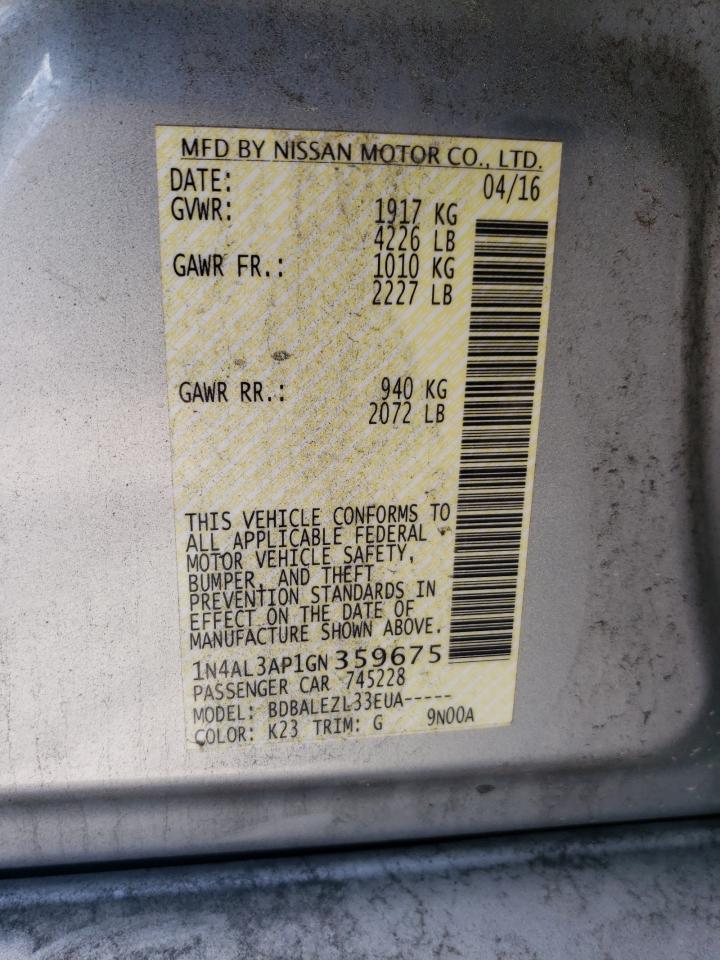 MFD BY NISSAN MOTOR CO., LTD.
DATE: 04/16
GVWR: 1917 KG
4226 LB
GAWR FR.: 1010 KG
2227 LB
GAWR RR.: 940 KG
2072 LB
THIS VEHICLE CONFORMS TO
ALL APPLICABLE FEDERAL
MOTOR VEHICLE SAFETY,
BUMPER, AND THEFT
PREVENTION STANDARDS IN
EFFECT ON THE DATE OF
MANUFACTURE SHOWN ABOVE.
1N4AL3AP1GN359675
PASSENGER CAR 745228
MODEL: BDBALEZL33EUA-----
COLOR: K23 TRIM: G 9N00A